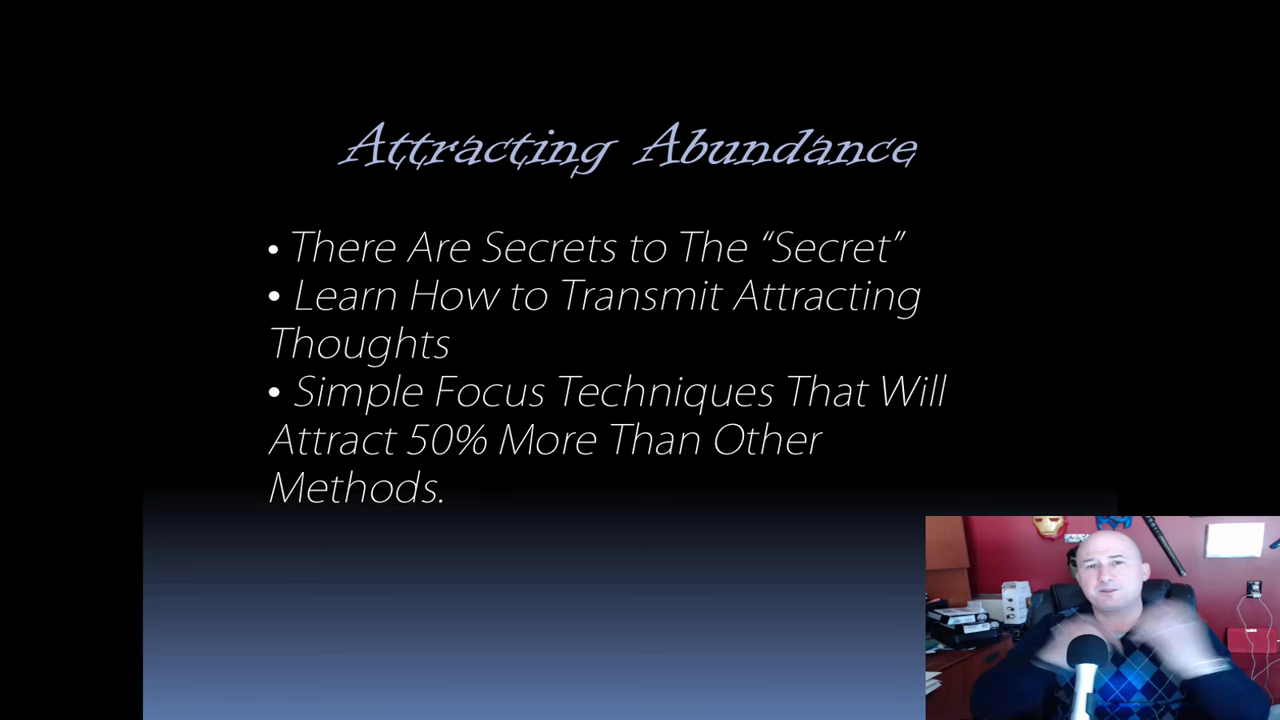 Attracting Abundance
• There Are Secrets to The “Secret”
• Learn How to Transmit Attracting
Thoughts
• Simple Focus Techniques That Will
Attract 50% More Than Other
Methods.